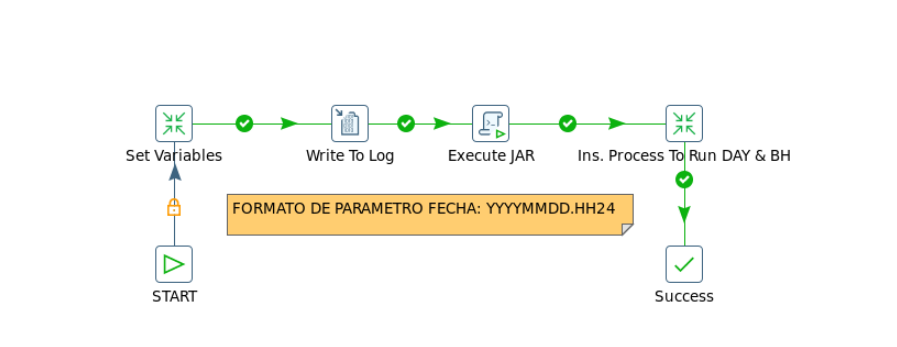 Set Variables
Write To Log
Execute JAR
Ins. Process To Run DAY & BH
FORMATO DE PARAMETRO FECHA: YYYYMMDD.HH24
START
Success